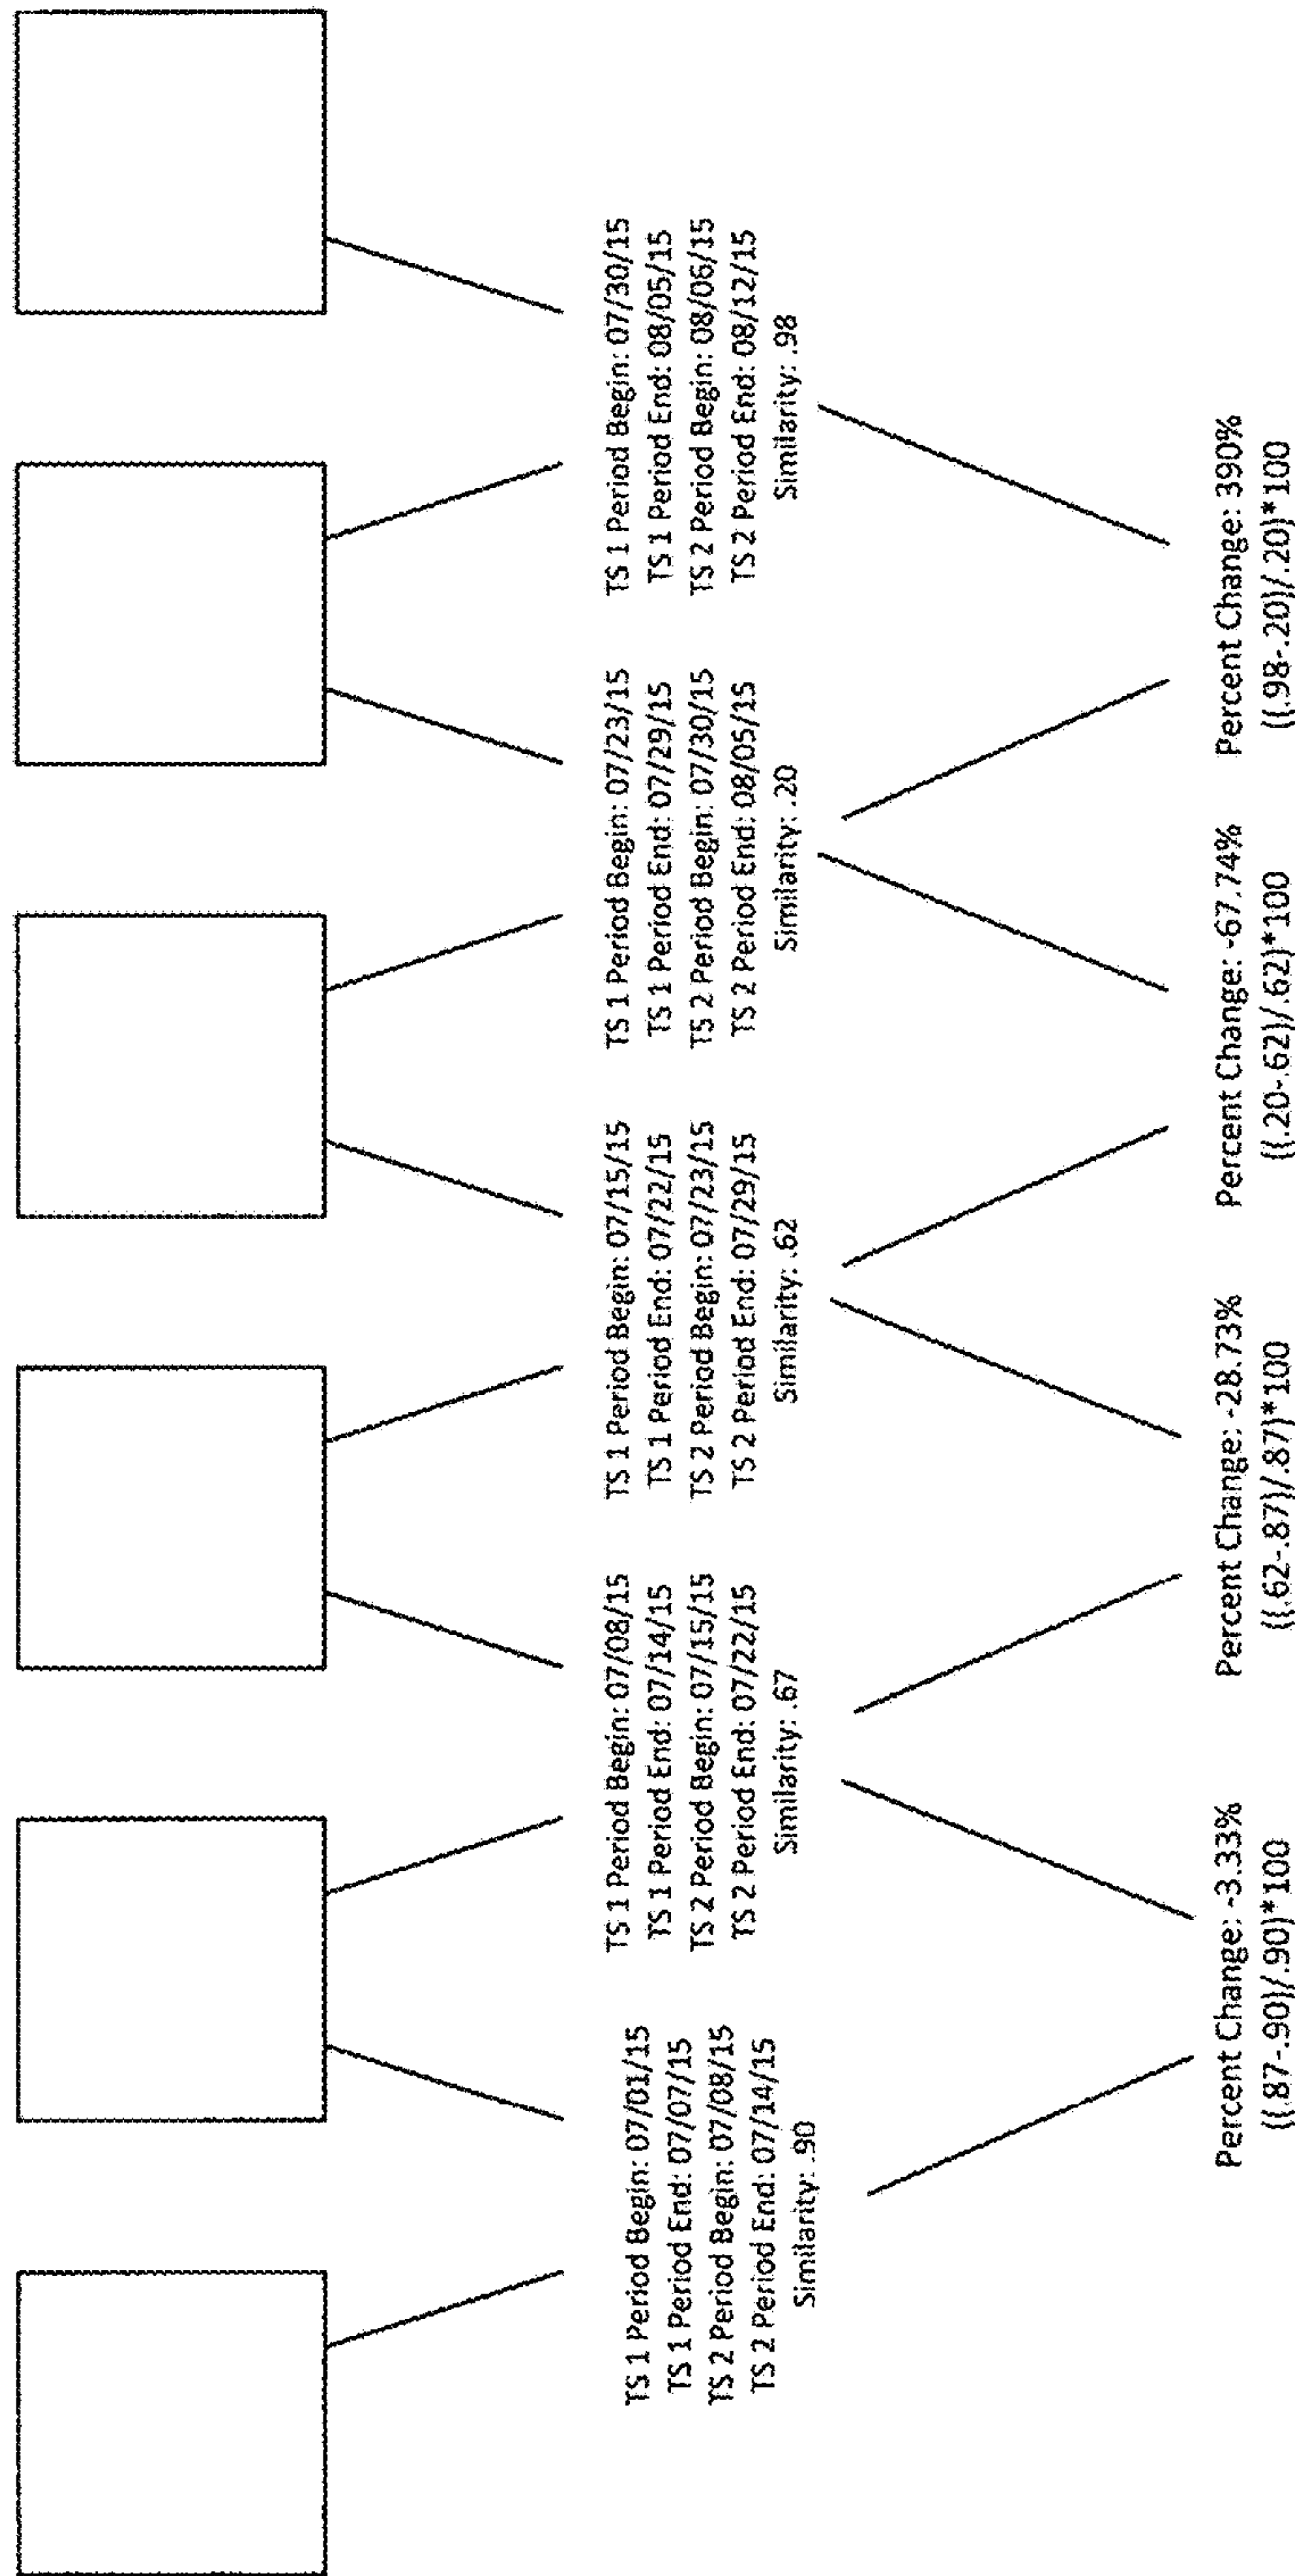 TS 1 Period Begin: 07/01/15
TS 1 Period End: 07/07/15
TS 2 Period Begin: 07/08/15
TS 2 Period End: 07/14/15
Similarity: .90
TS 1 Period Begin: 07/08/15
TS 1 Period End: 07/14/15
TS 2 Period Begin: 07/15/15
TS 2 Period End: 07/22/15
Similarity: .67
TS 1 Period Begin: 07/15/15
TS 1 Period End: 07/22/15
TS 2 Period Begin: 07/23/15
TS 2 Period End: 07/29/15
Similarity: .62
TS 1 Period Begin: 07/23/15
TS 1 Period End: 07/29/15
TS 2 Period Begin: 07/30/15
TS 2 Period End: 08/05/15
Similarity: .20
TS 1 Period Begin: 07/30/15
TS 1 Period End: 08/05/15
TS 2 Period Begin: 08/06/15
TS 2 Period End: 08/12/15
Similarity: .98
Percent Change: -3.33%
((.87-.90)/.90)*100
Percent Change: -28.73%
((.62-.87)/.87)*100
Percent Change: -67.74%
((.20-.62)/.62)*100
Percent Change: 390%
((.98-.20)/.20)*100